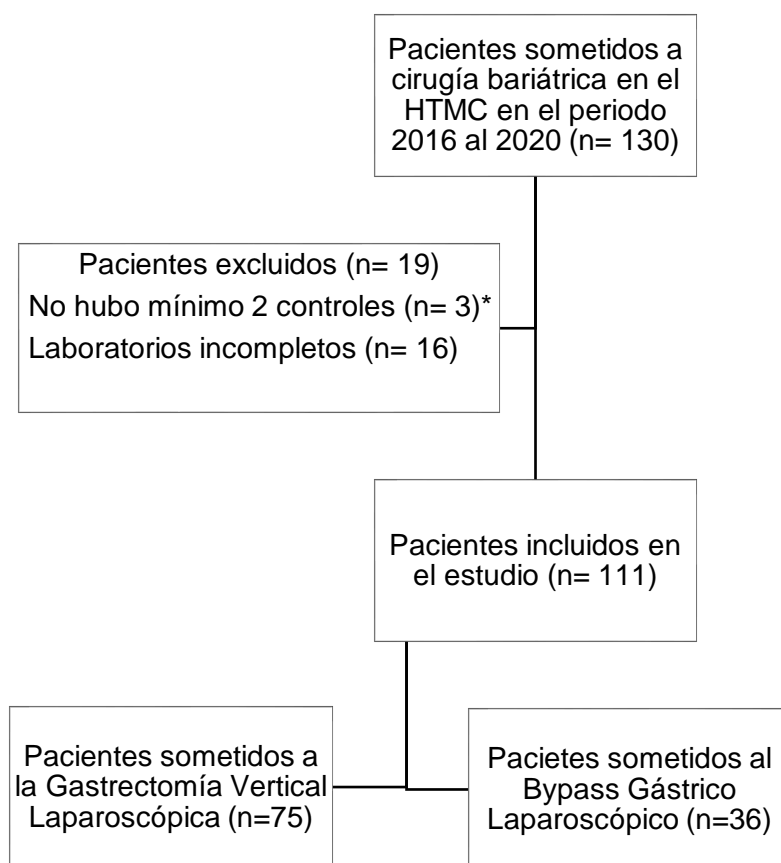 Pacientes sometidos a
cirugía bariátrica en el
HTMC en el periodo
2016 al 2020 (n= 130)
Pacientes excluidos (n= 19)
No hubo mínimo 2 controles (n= 3)*
Laboratorios incompletos (n= 16)
Pacientes incluidos en
el estudio (n= 111)
Pacientes sometidos a
la Gastrectomía Vertical
Laparoscópica (n=75)
Pacietes sometidos al
Bypass Gástrico
Laparoscópico (n=36)